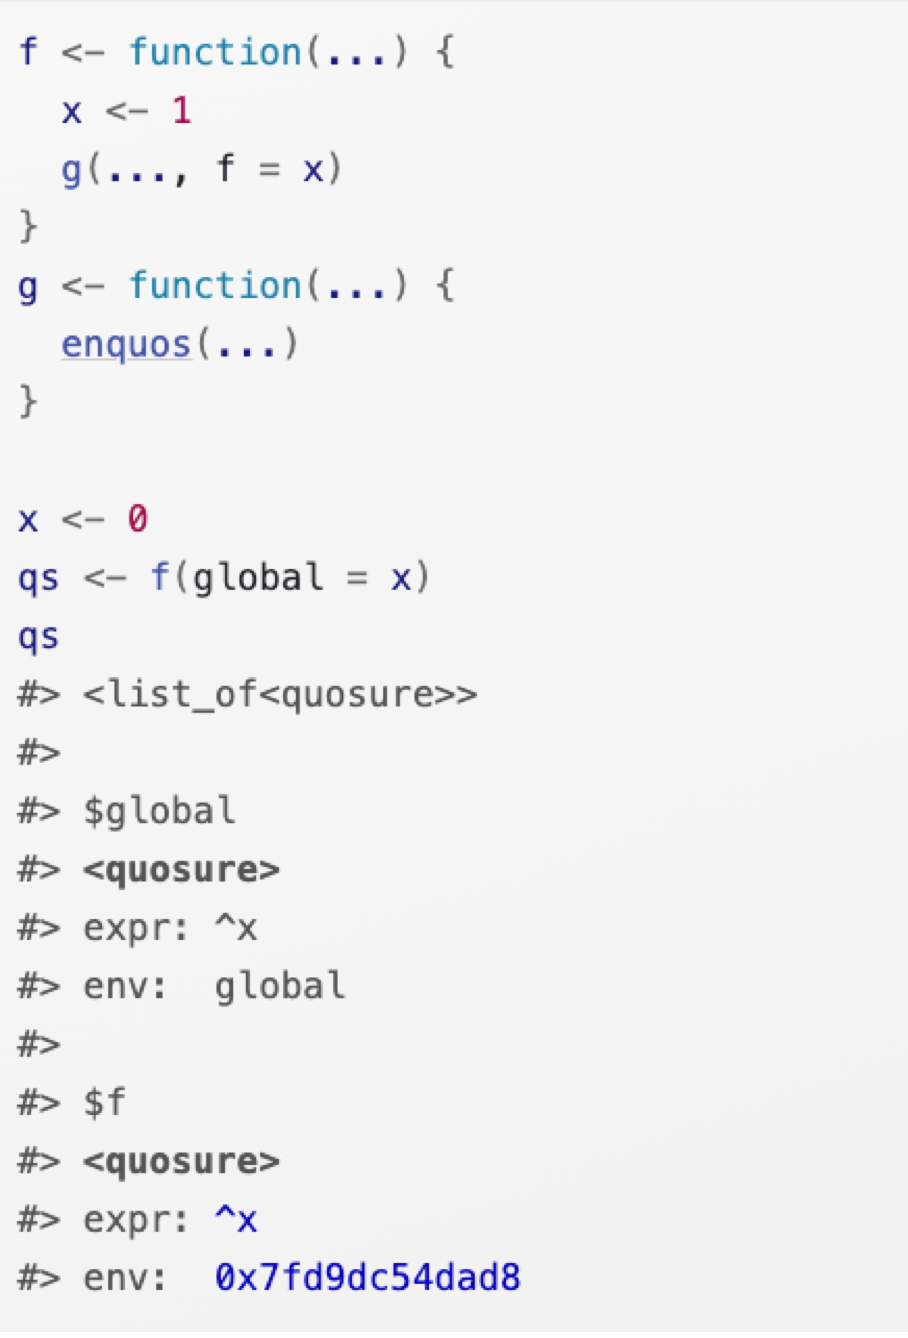 f <- function(...) {
  x <- 1
  g(..., f = x)
}
g <- function(...) {
  enquos(...)
}

x <- 0
qs <- f(global = x)
qs
#> <list_of<quosure>>
#>
#> $global
#> <quosure>
#> expr: ^x
#> env:  global
#>
#> $f
#> <quosure>
#> expr: ^x
#> env:  0x7fd9dc54dad8